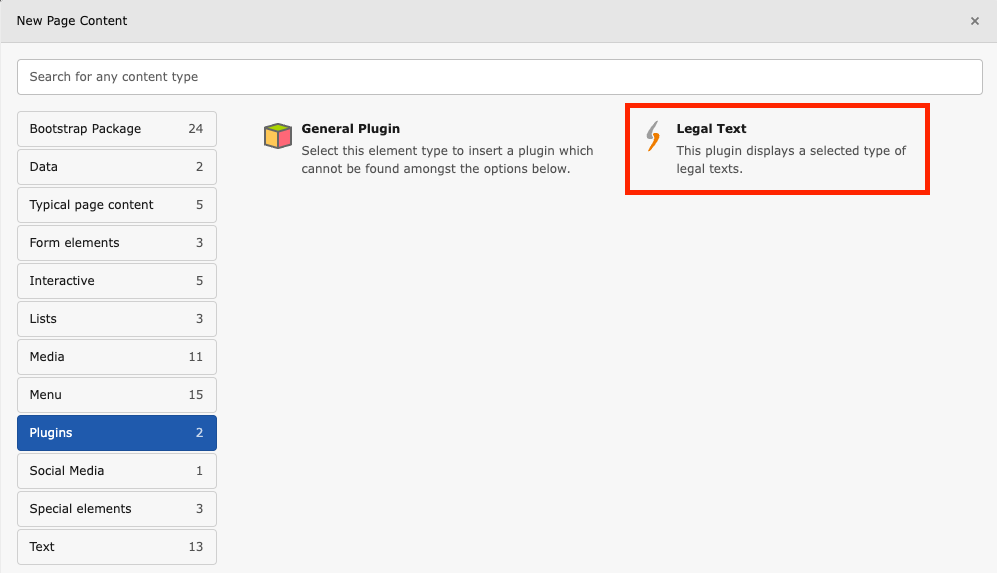 New Page Content
Search for any content type
Bootstrap Package 24
Data 2
Typical page content 5
Form elements 3
Interactive 5
Lists 3
Media 11
Menu 15
Plugins 2
Social Media 1
Special elements 3
Text 13
General Plugin
Select this element type to insert a plugin which
cannot be found amongst the options below.
Legal Text
This plugin displays a selected type of
legal texts.